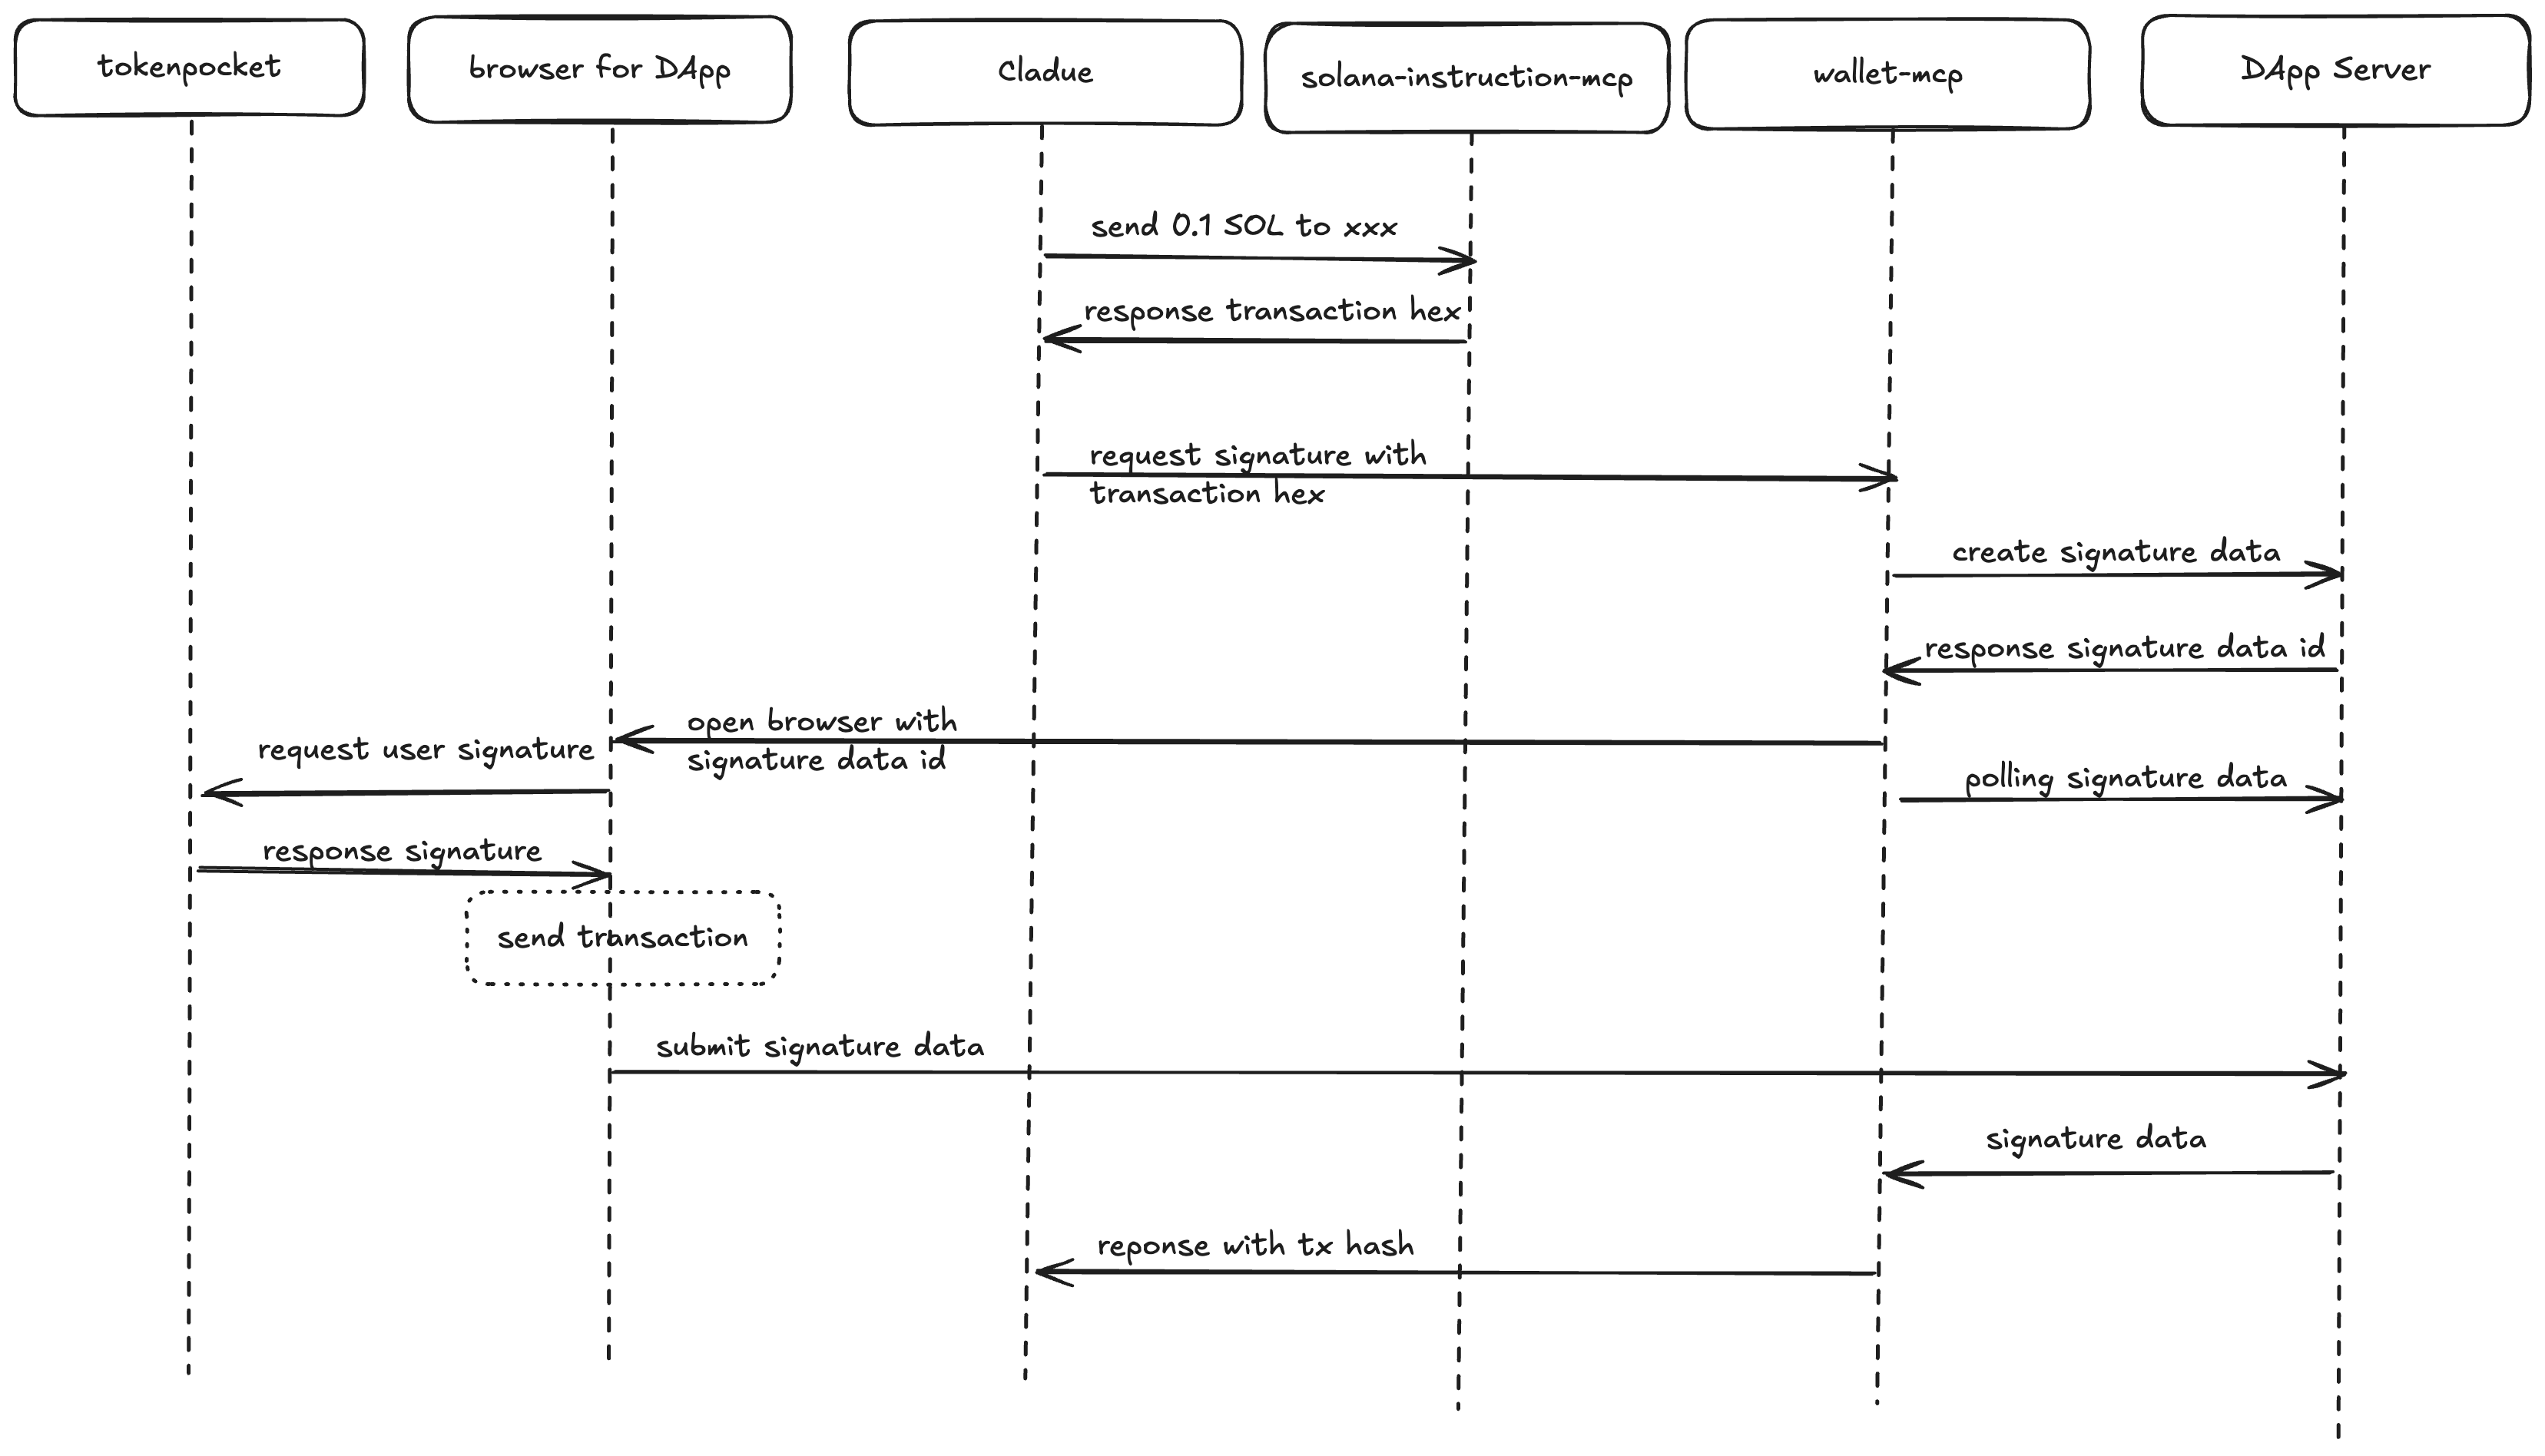 tokenpocket
browser for DApp
Cladue
solana-instruction-mcp
wallet-mcp
DApp Server
send 0.1 SOL to xxx
response transaction hex
request signature with
transaction hex
create signature data
response signature data id
open browser with
signature data id
request user signature
polling signature data
response signature
send transaction
submit signature data
signature data
reponse with tx hash